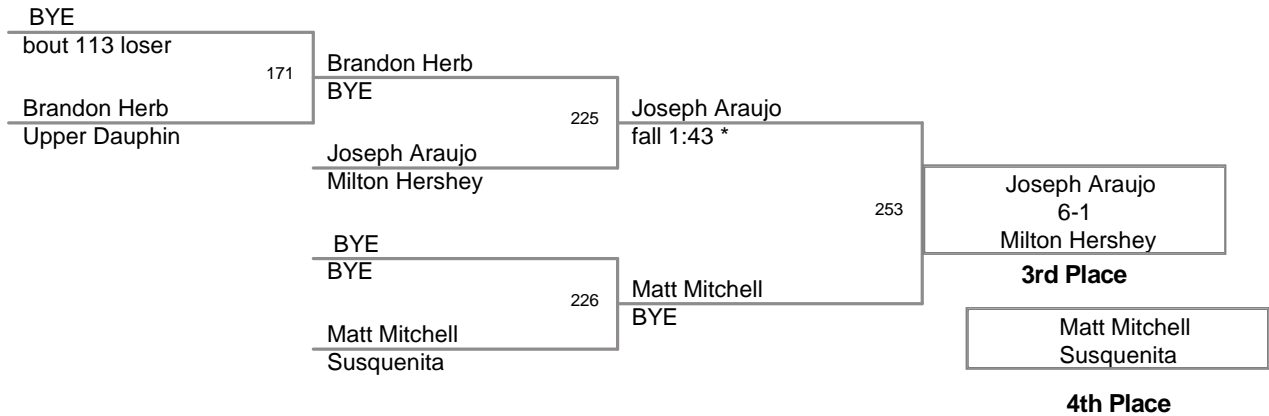 BYE
bout 113 loser
171
Brandon Herb
Upper Dauphin
Brandon Herb
BYE
225
Joseph Araujo
Milton Hershey
Joseph Araujo
fall 1:43 *
BYE
BYE
226
Matt Mitchell
Susquenita
Matt Mitchell
BYE
253
Joseph Araujo
6-1
Milton Hershey
3rd Place
Matt Mitchell
Susquenita
4th Place